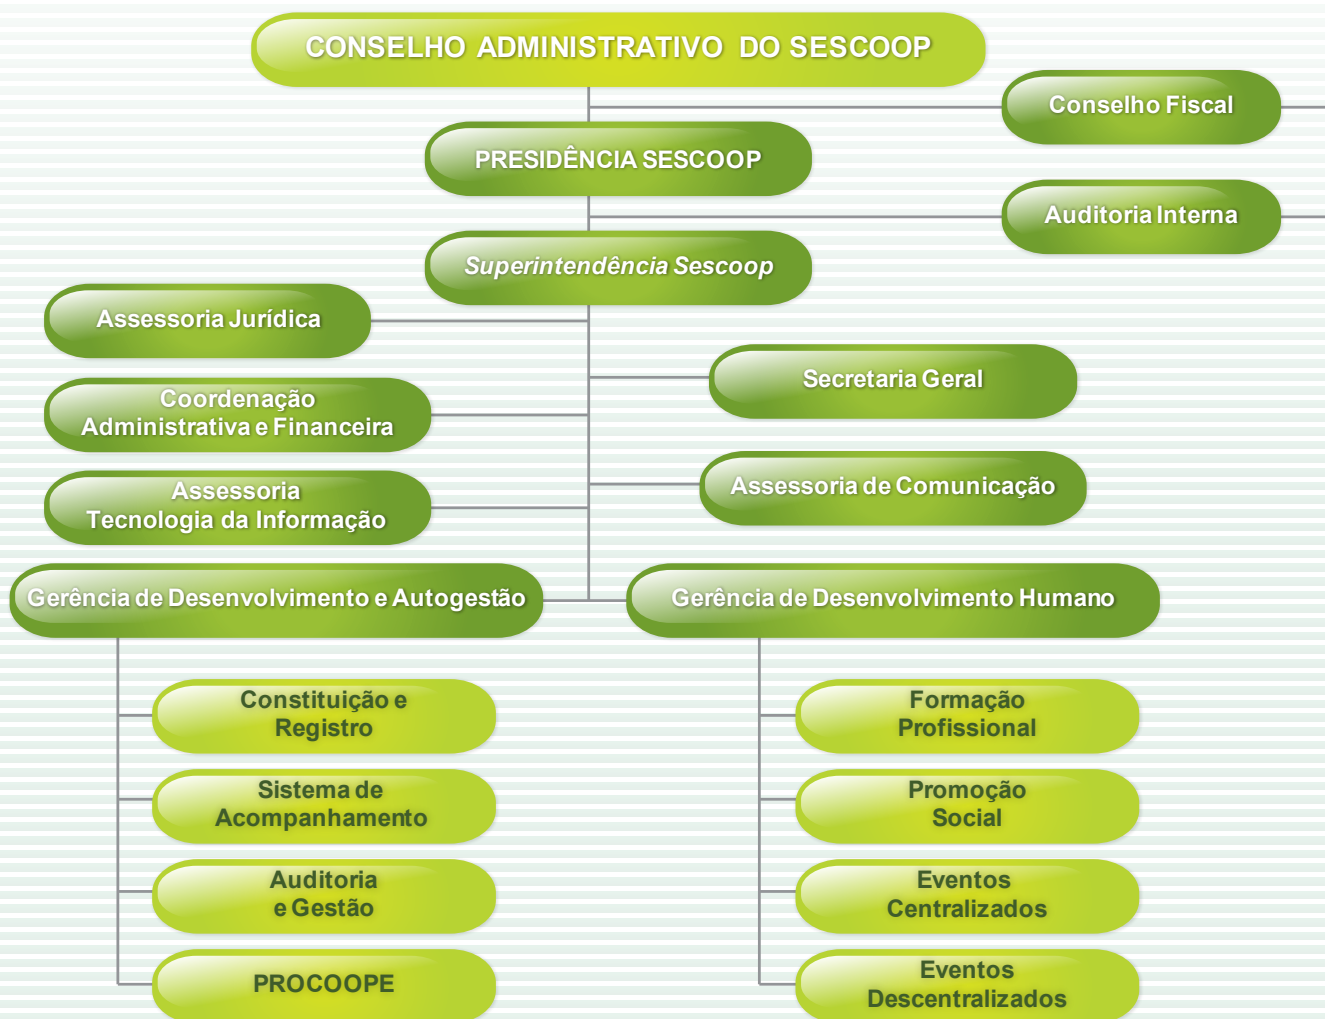 CONSELHO ADMINISTRATIVO DO SESCOOP
Conselho Fiscal
PRESIDÊNCIA SESCOOP
Auditoria Interna
Superintendência Sescoop
Assessoria Jurídica
Secretaria Geral
Coordenação
Administrativa e Financeira
Assessoria de Comunicação
Assessoria
Tecnologia da Informação
Gerência de Desenvolvimento e Autogestão
Gerência de Desenvolvimento Humano
Constituição e
Registro
Sistema de
Acompanhamento
Auditoria
e Gestão
PROCOOPE
Formação
Profissional
Promoção
Social
Eventos
Centralizados
Eventos
Descentralizados